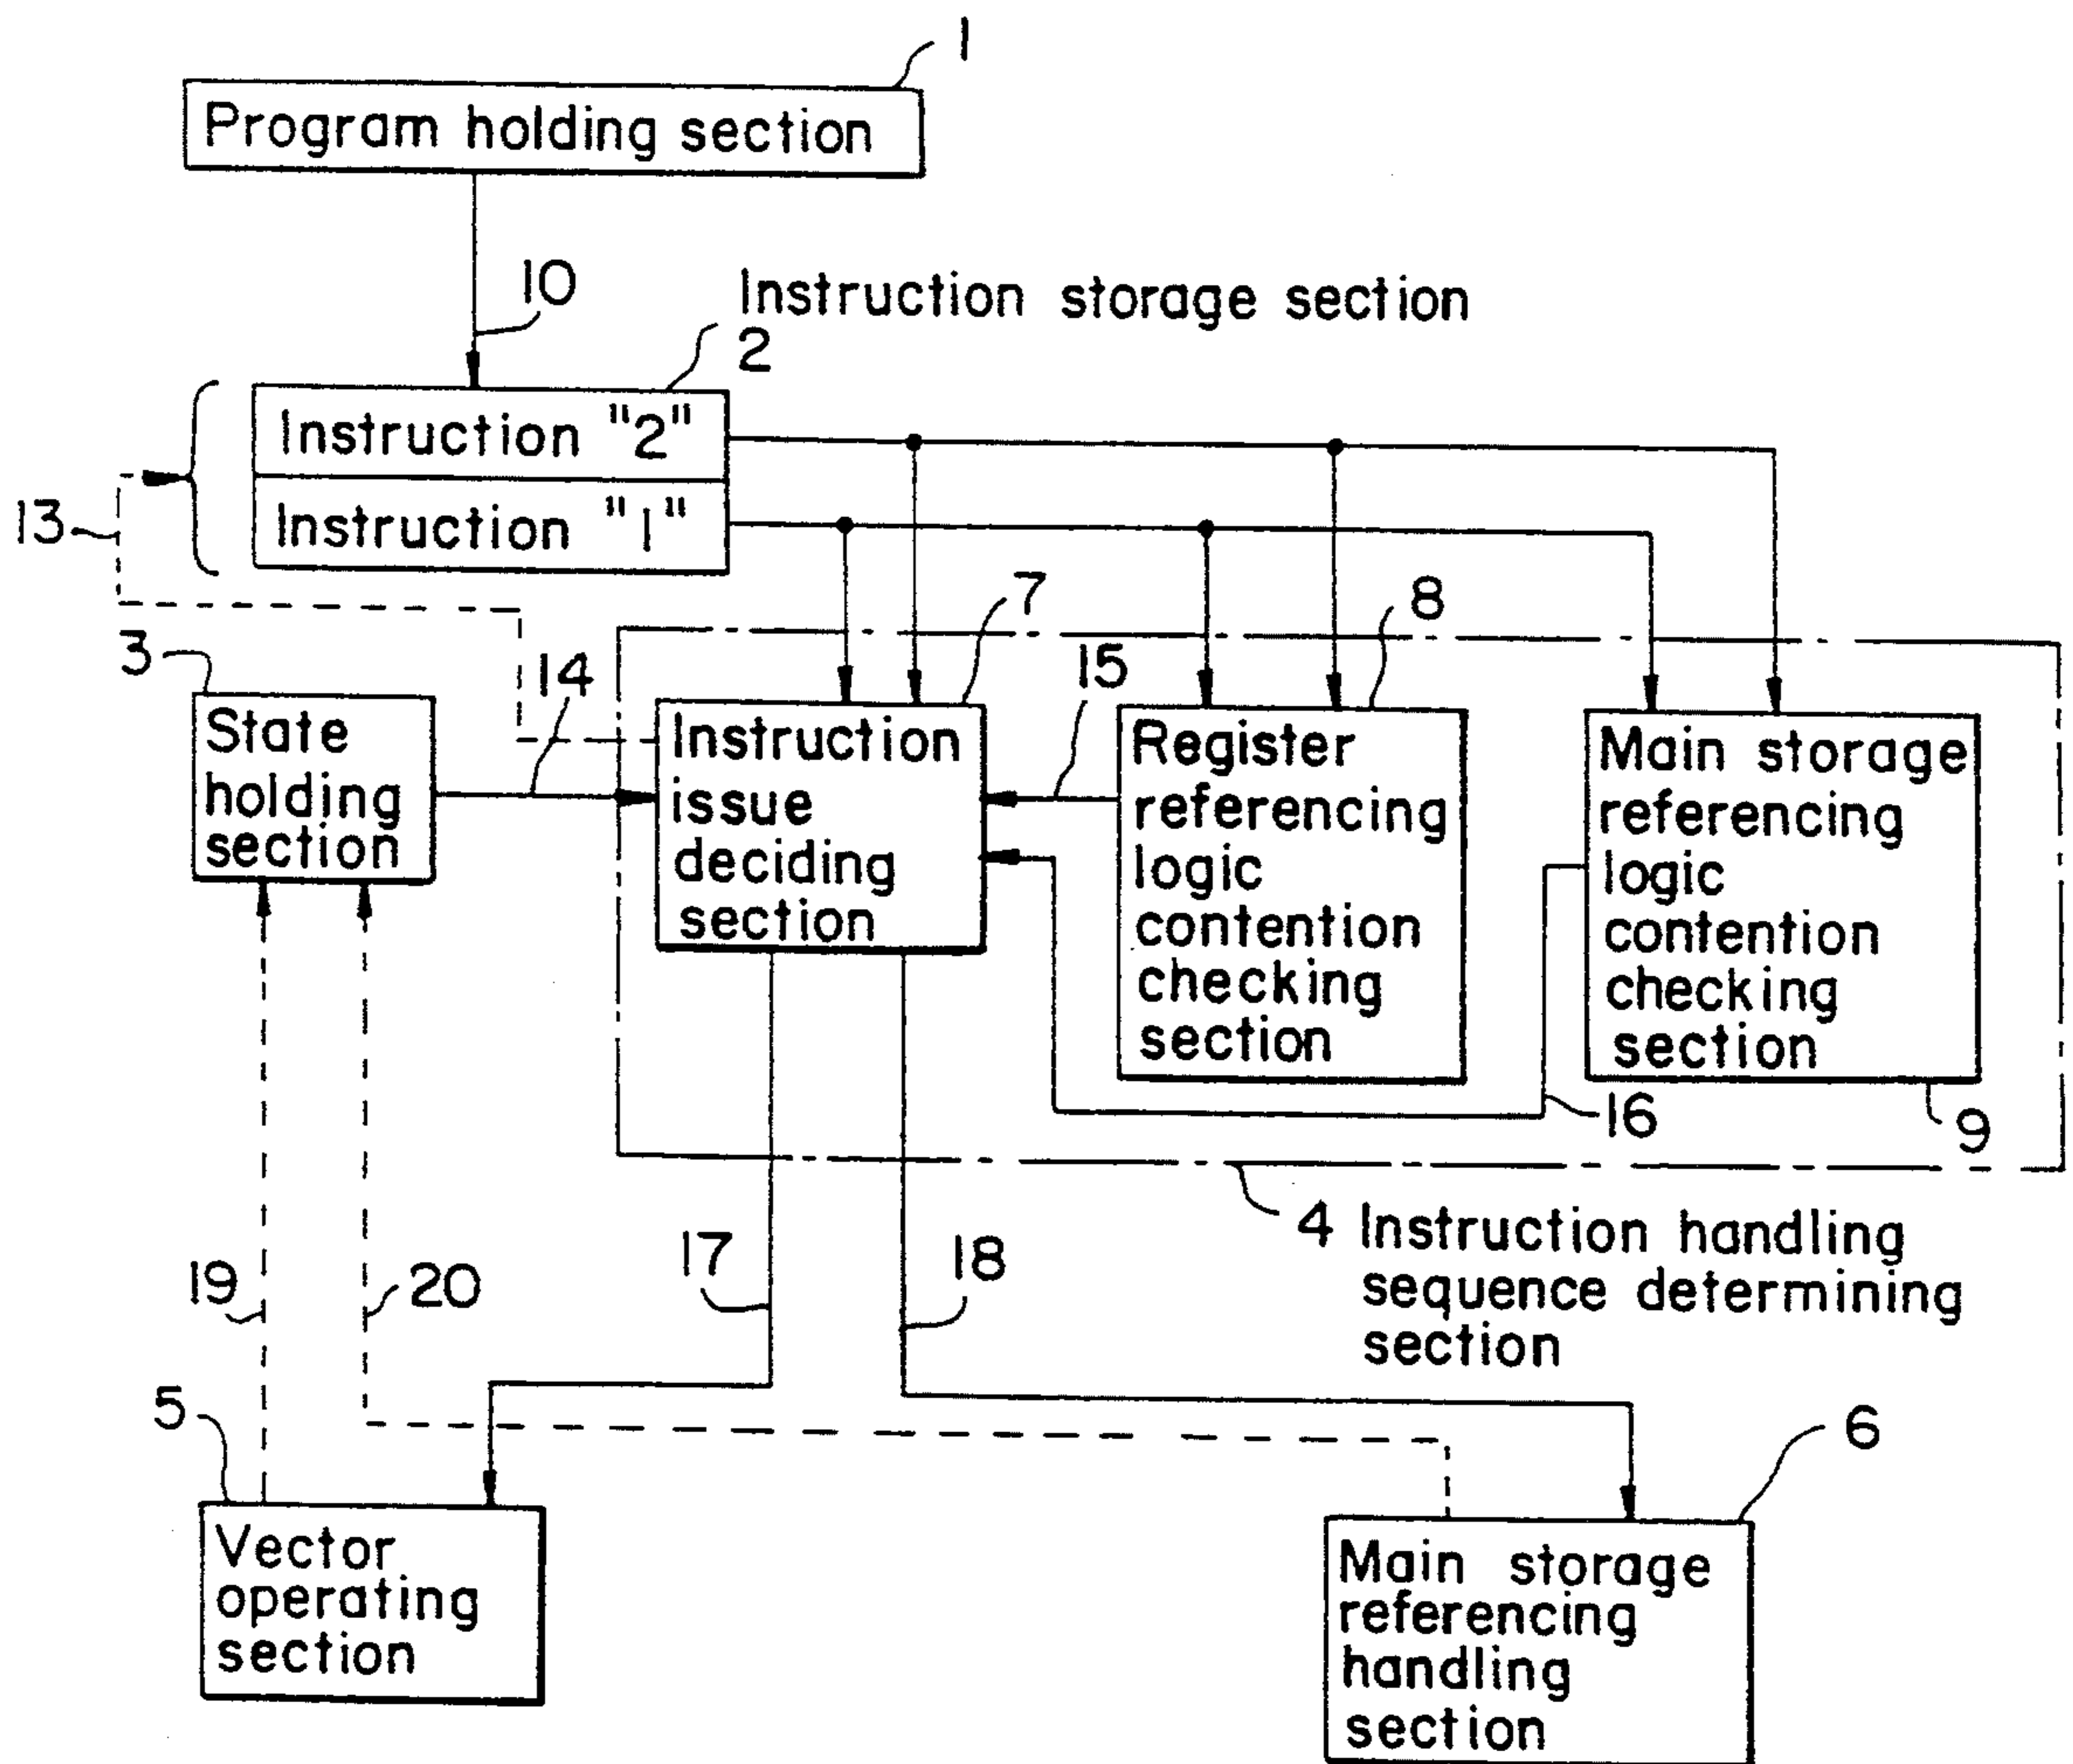 1
Program holding section
10
Instruction storage section
2
Instruction "2"
Instruction "1"
13
7
8
3
14
15
State
holding
section
Instruction
issue
deciding
section
Register
referencing
logic
contention
checking
section
Main storage
referencing
logic
contention
checking
section
16
9
4 Instruction handling
sequence determining
section
17
18
19
20
5
6
Vector
operating
section
Main storage
referencing
handling
section